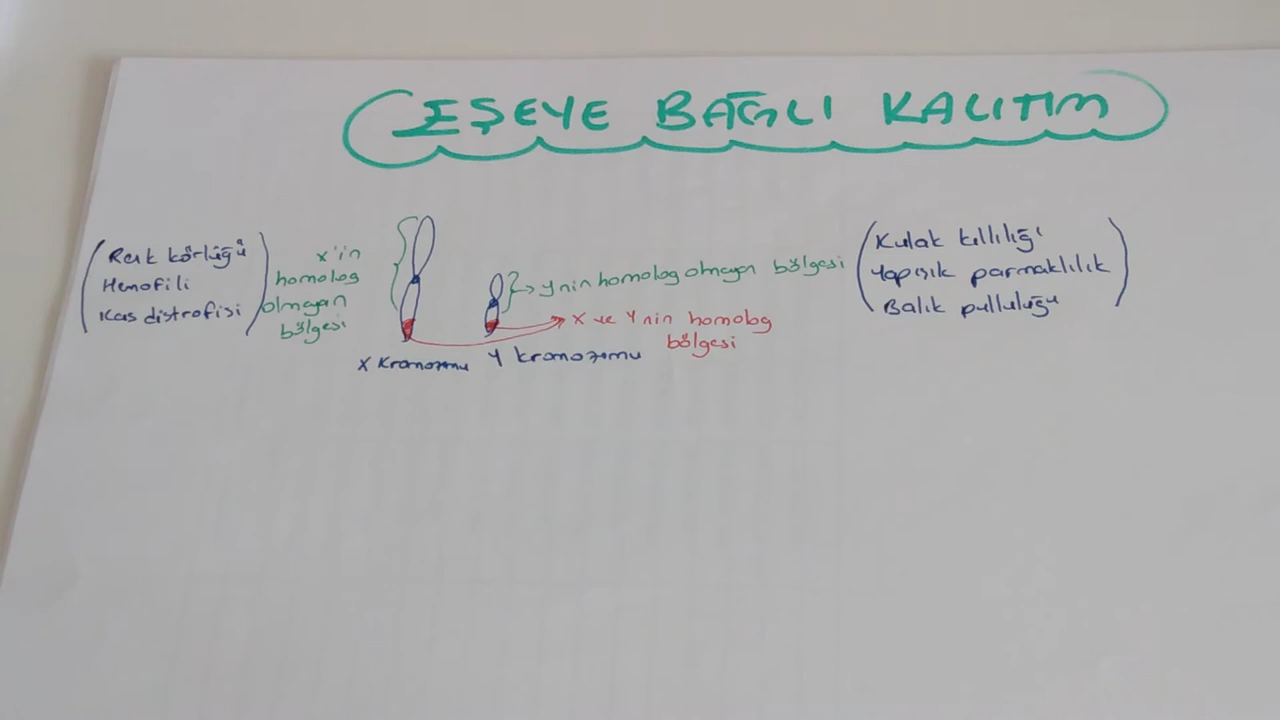 EŞEYE BAĞLI KALITIM
Renk körlüğü
Hemofili
Kas distrofisi
x'in
homolog
olmayan
bölgesi
X Kromozomu
Y kromozomu
y nin homolog olmayan bölgesi
X ve Y nin homolog
bölgesi
Kulak kıllılığı
Yapışık parmaklılık
Balık pulluluğu